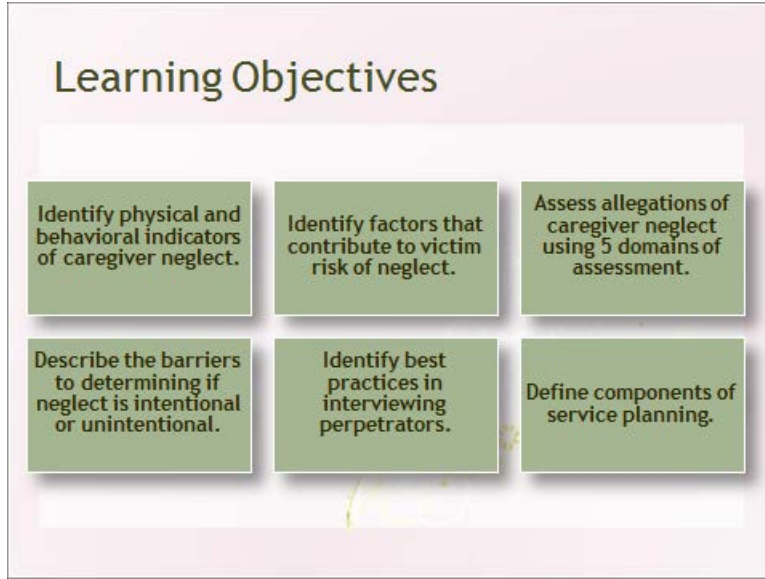 Learning Objectives
Identify physical and
behavioral indicators
of caregiver neglect.
Identify factors that
contribute to victim
risk of neglect.
Assess allegations of
caregiver neglect
using 5 domains of
assessment.
Describe the barriers
to determining if
neglect is intentional
or unintentional.
Identify best
practices in
interviewing
perpetrators.
Define components of
service planning.